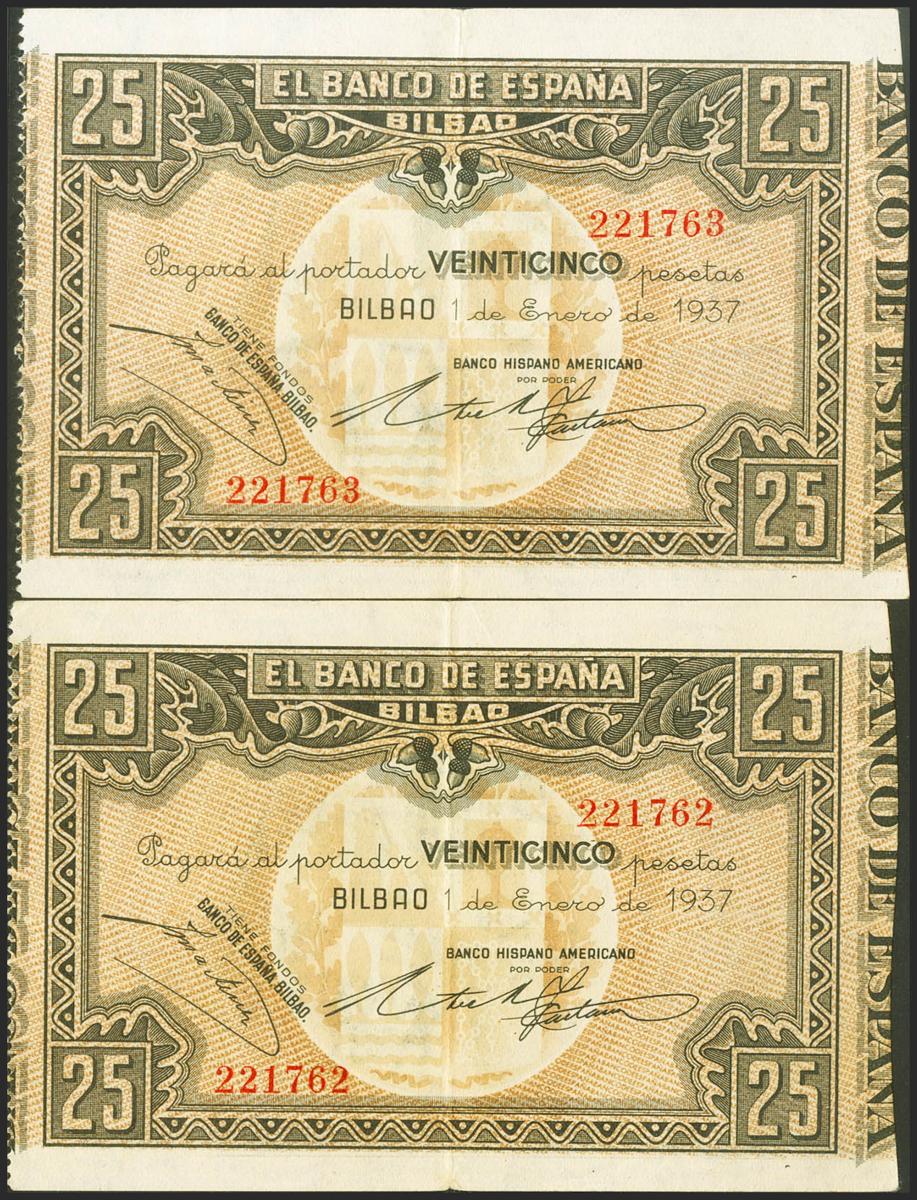 25 EL BANCO DE ESPAÑA 25
BILBAO
221763
Pagará al portador VEINTICINCO pesetas
BILBAO 1 de Enero de 1937
TIENE FONDOS
BANCO DE ESPAÑA BILBAO.
BANCO HISPANO AMERICANO
POR PODER
221763
25 25
BANCO DE ESPAÑA
25 EL BANCO DE ESPAÑA 25
BILBAO
221762
Pagará al portador VEINTICINCO pesetas
BILBAO 1 de Enero de 1937
TIENE FONDOS
BANCO DE ESPAÑA BILBAO.
BANCO HISPANO AMERICANO
POR PODER
221762
25 25
BANCO DE ESPAÑA